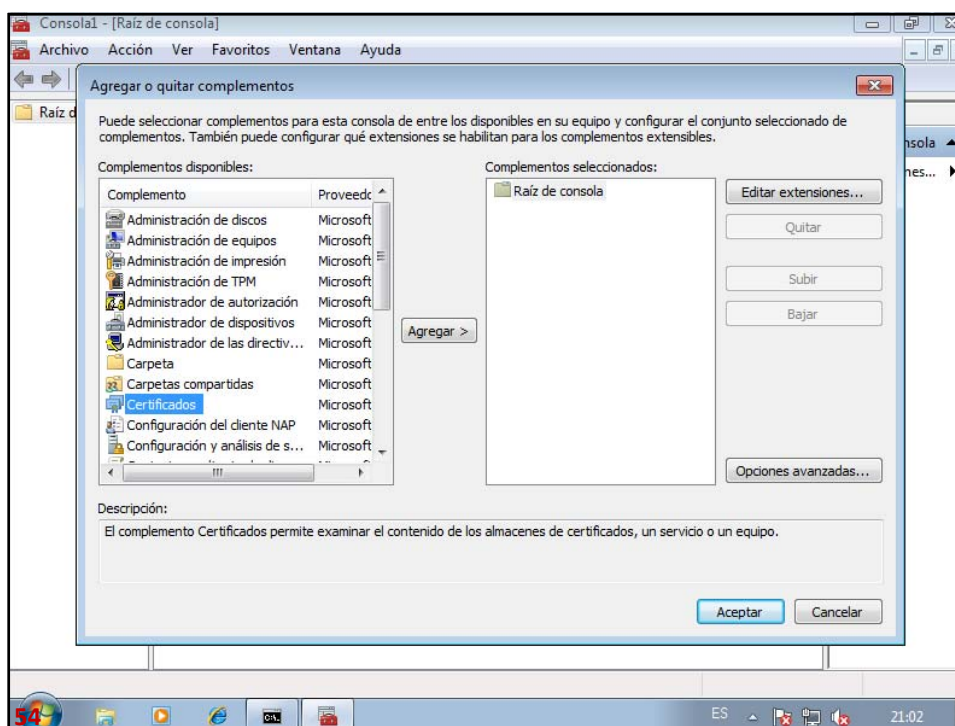 Consola1 - [Raíz de consola]
Archivo Acción Ver Favoritos Ventana Ayuda
Agregar o quitar complementos
Raíz d
Puede seleccionar complementos para esta consola de entre los disponibles en su equipo y configurar el conjunto seleccionado de
complementos. También puede configurar qué extensiones se habilitan para los complementos extensibles.
nsola
nes...
Complementos disponibles:
Complementos seleccionados:
Complemento Proveedc
Administración de discos Microsoft
Administración de equipos Microsoft
Administración de impresión Microsoft
Administración de TPM Microsoft
Administrador de autorización Microsoft
Administrador de dispositivos Microsoft
Administrador de las directiv... Microsoft
Carpeta Microsoft
Carpetas compartidas Microsoft
Certificados Microsoft
Configuración del cliente NAP Microsoft
Configuración y análisis de s... Microsoft
Agregar >
Raíz de consola
Editar extensiones...
Quitar
Subir
Bajar
Opciones avanzadas...
Descripción:
El complemento Certificados permite examinar el contenido de los almacenes de certificados, un servicio o un equipo.
Aceptar Cancelar
54
ES 21:02